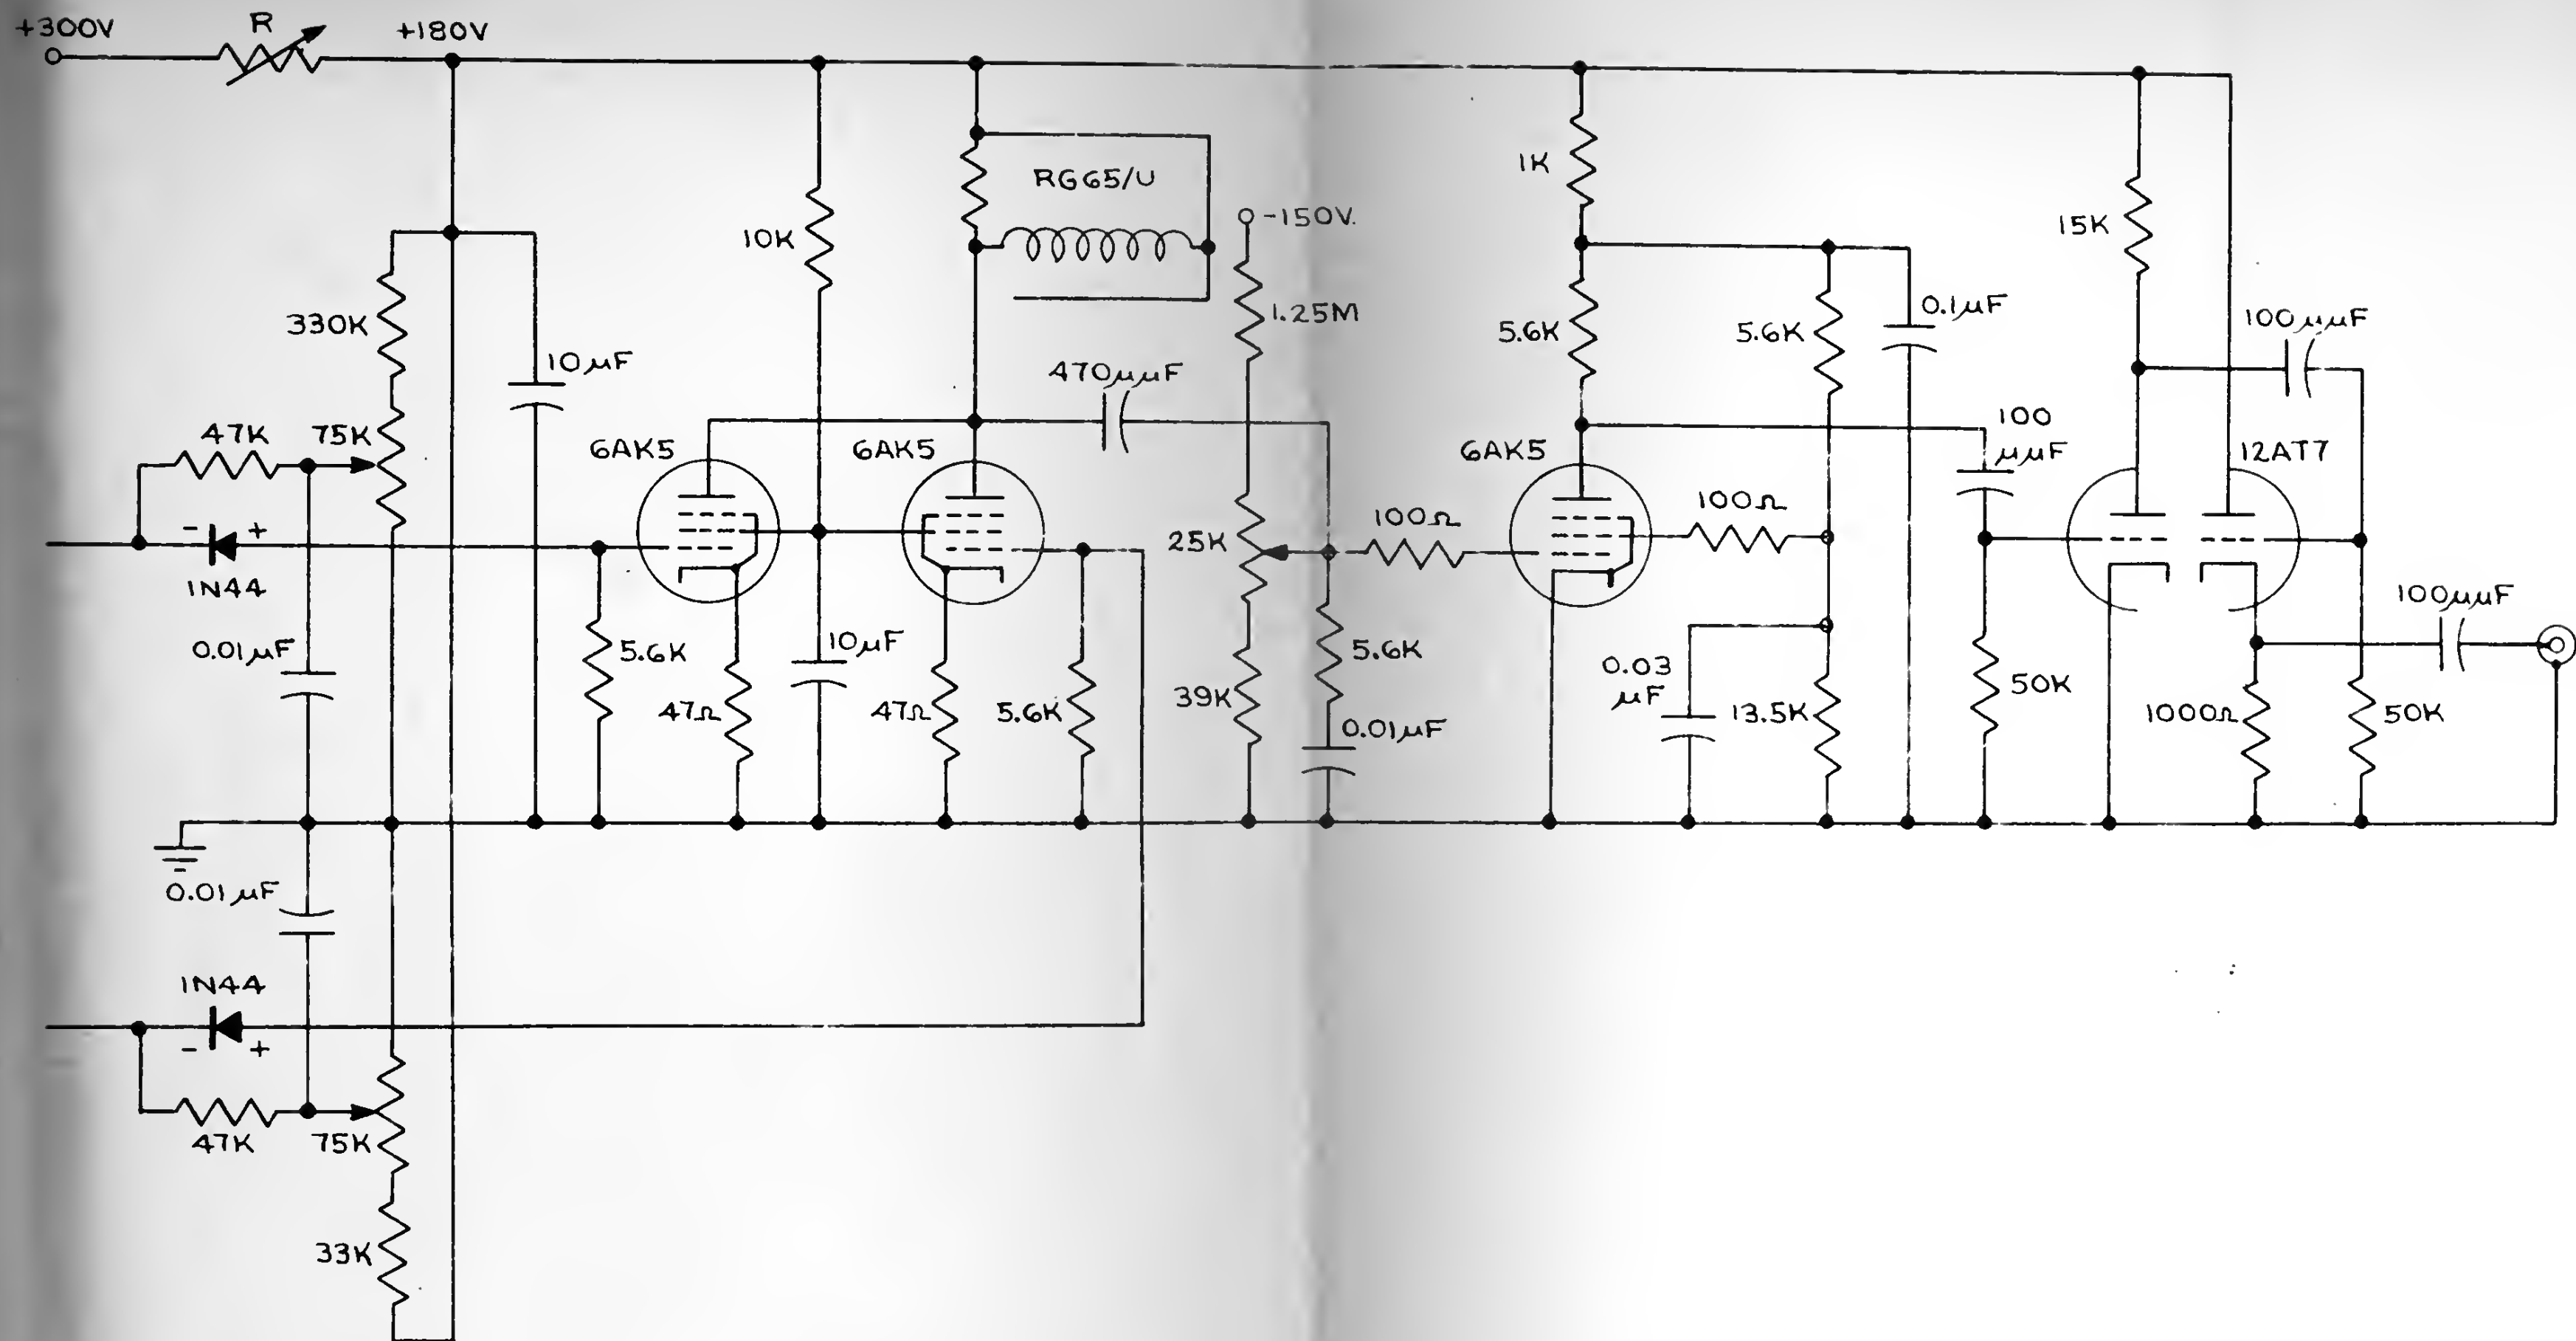 +300V
R
+180V
RG65/U
-150V.
1K
10K
15K
330K
1.25M
5.6K
5.6K
0.1μF
100μμF
10μF
470μμF
47K
75K
6AK5
6AK5
6AK5
100
μμF
12AT7
100Ω
100Ω
25K
- +
1N44
0.01μF
5.6K
47Ω
10μF
47Ω
5.6K
39K
5.6K
0.01μF
0.03
μF
13.5K
50K
1000Ω
50K
100μμF
0.01μF
1N44
- +
47K
75K
33K